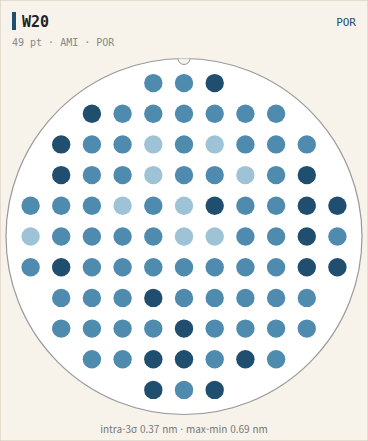 W20
POR
49 pt · AMI · POR
intra-3σ 0.37 nm · max-min 0.69 nm